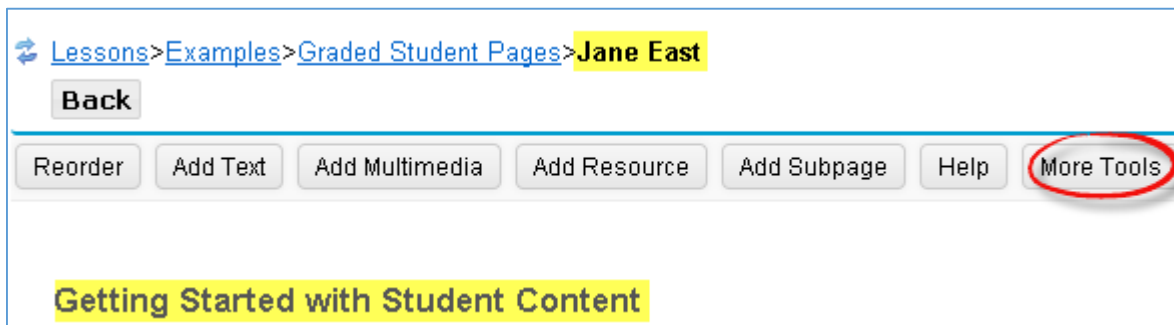 Lessons>Examples>Graded Student Pages>Jane East
Back
Reorder Add Text Add Multimedia Add Resource Add Subpage Help More Tools
Getting Started with Student Content